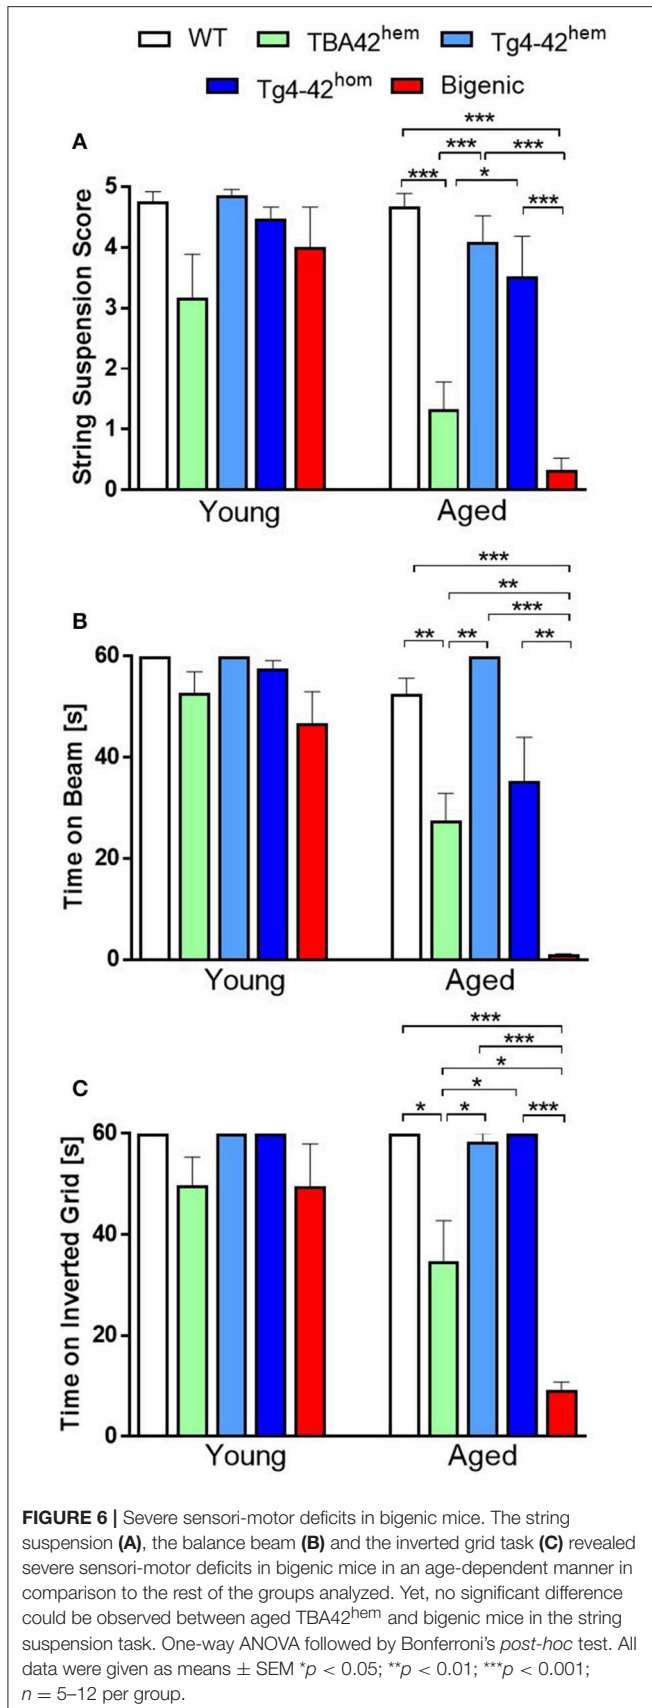 WT TBA42hem Tg4-42hem
Tg4-42hom Bigenic
A
***
*** ***
*** * ***
String Suspension Score
5
4
3
2
1
0
Young Aged
B
***
**
***
** ** **
Time on Beam [s]
60
40
20
0
Young Aged
C
***
***
*
*
* * ***
Time on Inverted Grid [s]
60
40
20
0
Young Aged
FIGURE 6 | Severe sensori-motor deficits in bigenic mice. The string
suspension (A), the balance beam (B) and the inverted grid task (C) revealed
severe sensori-motor deficits in bigenic mice in an age-dependent manner in
comparison to the rest of the groups analyzed. Yet, no significant difference
could be observed between aged TBA42hem and bigenic mice in the string
suspension task. One-way ANOVA followed by Bonferroni's post-hoc test. All
data were given as means ± SEM *p < 0.05; **p < 0.01; ***p < 0.001;
n = 5–12 per group.